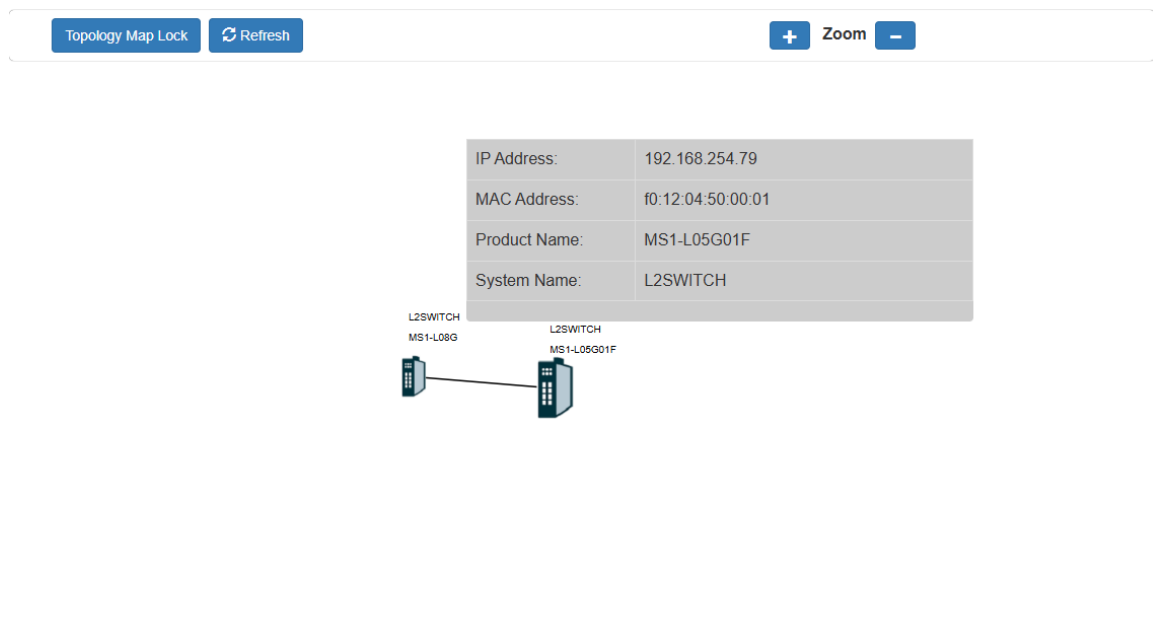 Topology Map Lock Refresh + Zoom −
IP Address: 192.168.254.79
MAC Address: f0:12:04:50:00:01
Product Name: MS1-L05G01F
System Name: L2SWITCH
L2SWITCH
MS1-L08G
L2SWITCH
MS1-L05G01F